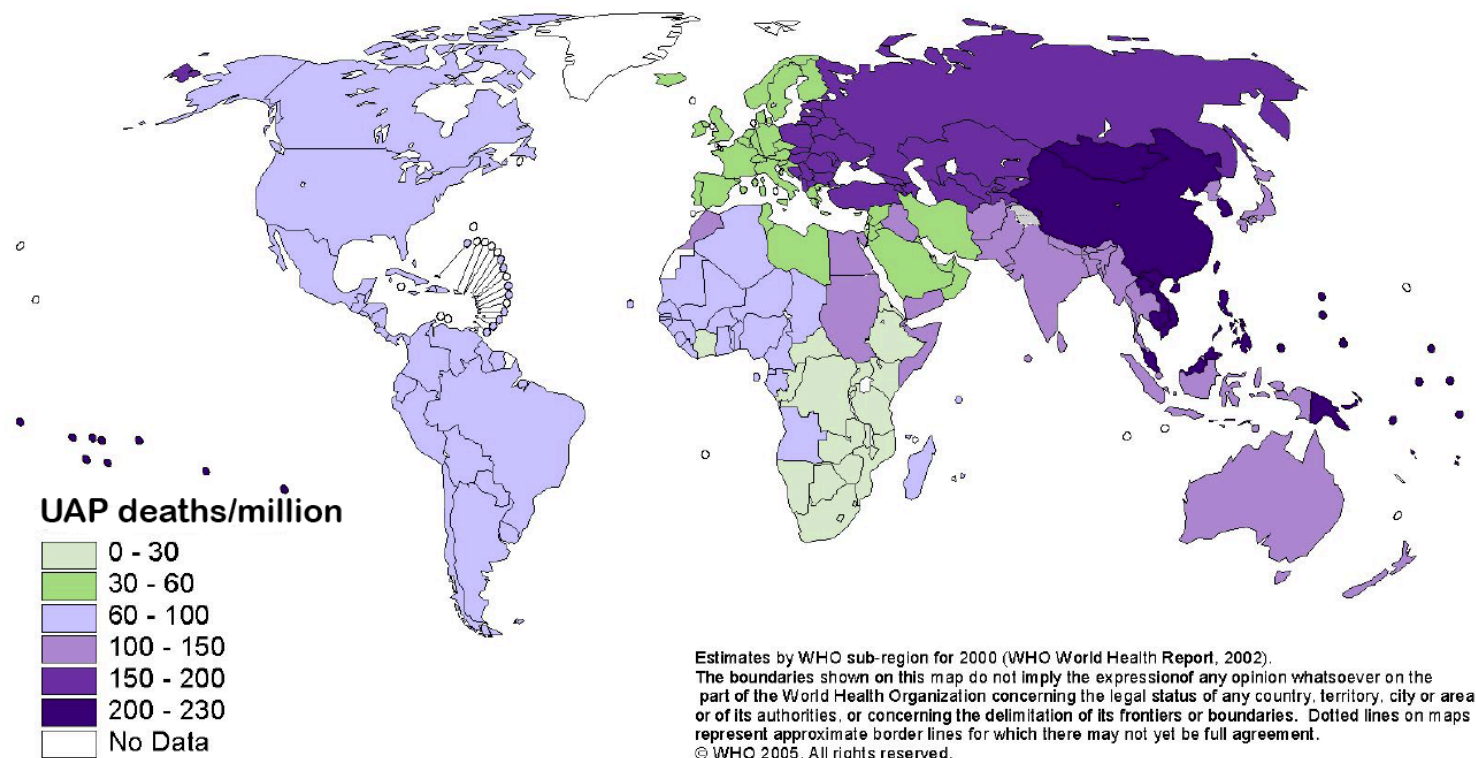 UAP deaths/million
0 - 30
30 - 60
60 - 100
100 - 150
150 - 200
200 - 230
No Data
Estimates by WHO sub-region for 2000 (WHO World Health Report, 2002).
The boundaries shown on this map do not imply the expressionof any opinion whatsoever on the
part of the World Health Organization concerning the legal status of any country, territory, city or area
or of its authorities, or concerning the delimitation of its frontiers or boundaries. Dotted lines on maps
represent approximate border lines for which there may not yet be full agreement.
© WHO 2005. All rights reserved.